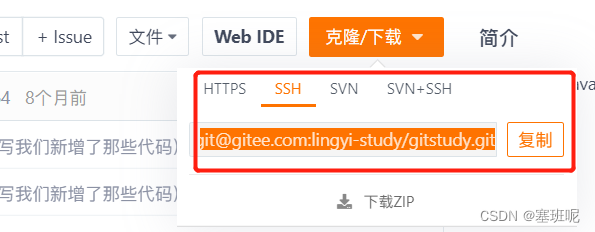 st + Issue 文件 Web IDE 克隆/下载 简介
HTTPS SSH SVN SVN+SSH ava
4 8个月前
git@gitee.com:lingyi-study/gitstudy.git 复制
写我们新增了那些代码)
写我们新增了那些代码)
下载ZIP
CSDN @塞班呢